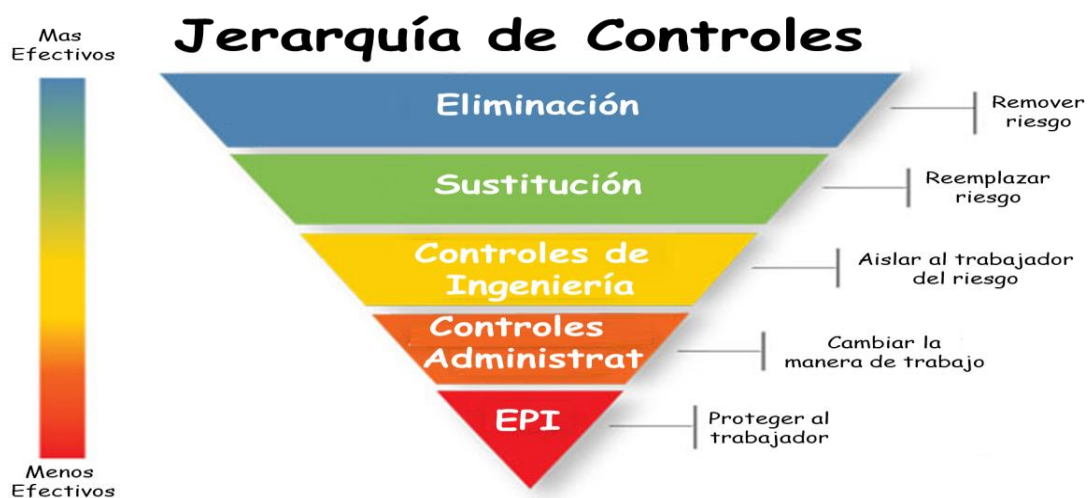 Jerarquía de Controles
Mas
Efectivos
Eliminación
Remover
riesgo
Sustitución
Reemplazar
riesgo
Controles de
Ingeniería
Aislar al trabajador
del riesgo
Controles
Administrat
Cambiar la
manera de trabajo
EPI
Proteger al
trabajador
Menos
Efectivos